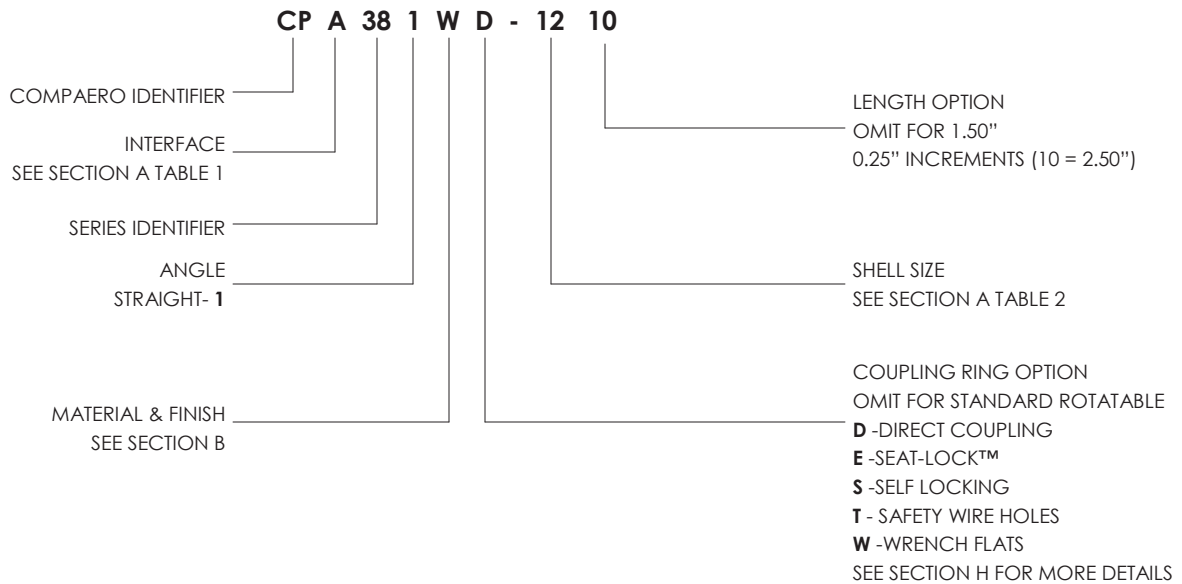 CP A 38 1 W D - 12 10
COMPAERO IDENTIFIER
INTERFACE
SEE SECTION A TABLE 1
SERIES IDENTIFIER
ANGLE
STRAIGHT- 1
MATERIAL & FINISH
SEE SECTION B
LENGTH OPTION
OMIT FOR 1.50”
0.25” INCREMENTS (10 = 2.50”)
SHELL SIZE
SEE SECTION A TABLE 2
COUPLING RING OPTION
OMIT FOR STANDARD ROTATABLE
D -DIRECT COUPLING
E -SEAT-LOCK™
S -SELF LOCKING
T - SAFETY WIRE HOLES
W -WRENCH FLATS
SEE SECTION H FOR MORE DETAILS